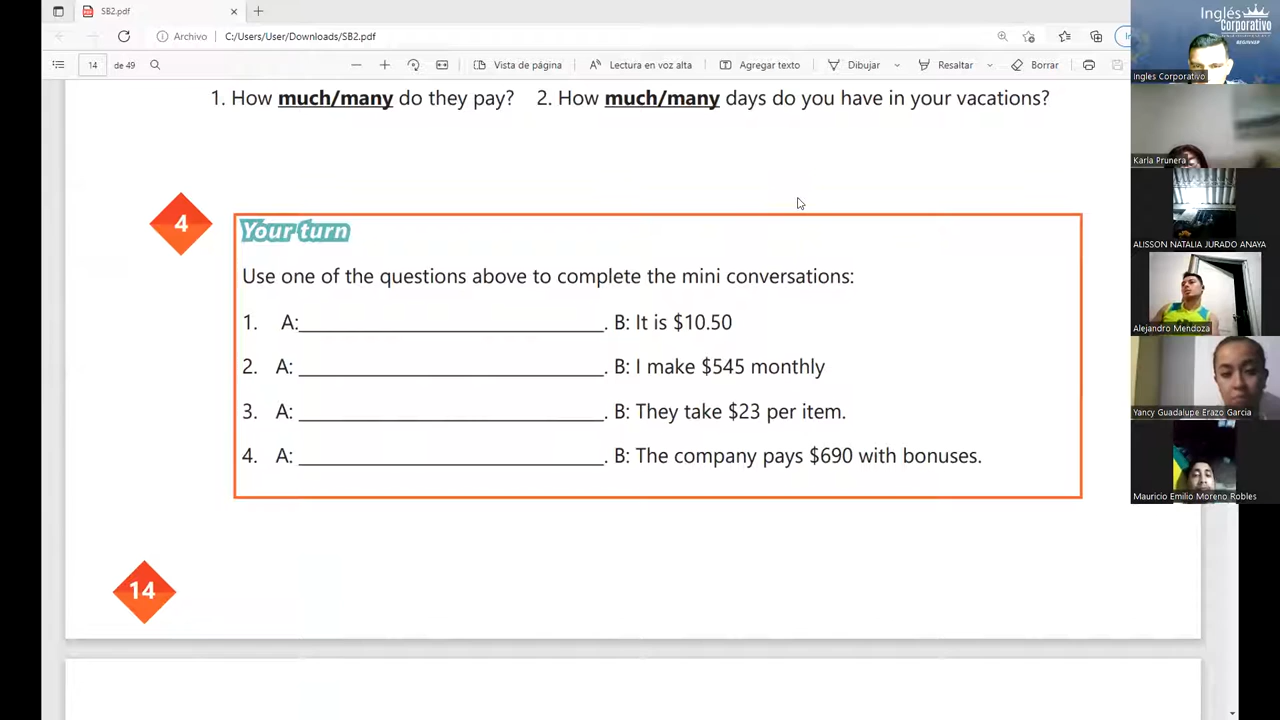 SB2.pdf
Archivo
C:/Users/User/Downloads/SB2.pdf
14
de 49
Vista de página
Lectura en voz alta
Agregar texto
Dibujar
Resaltar
Borrar
1. How much/many do they pay? 2. How much/many days do you have in your vacations?
4
Your turn
Use one of the questions above to complete the mini conversations:
1. A:____________________________. B: It is $10.50
2. A: ____________________________. B: I make $545 monthly
3. A: ____________________________. B: They take $23 per item.
4. A: ____________________________. B: The company pays $690 with bonuses.
14
Inglés
Corporativo
BEGINNER
Ingles Corporativo
Karla Prunera
ALISSON NATALIA JURADO ANAYA
Alejandro Mendoza
Yancy Guadalupe Erazo Garcia
Mauricio Emilio Moreno Robles